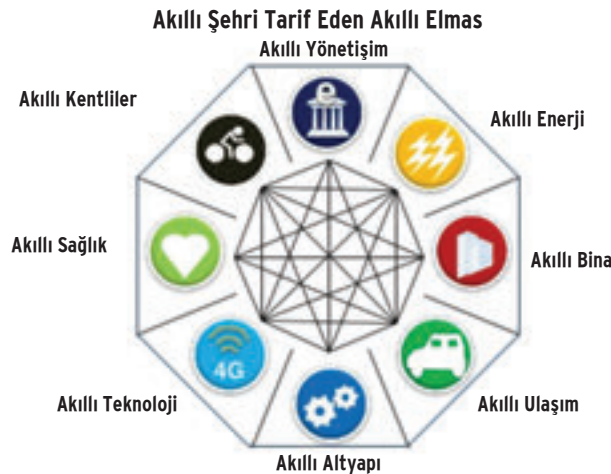 Akıllı Şehri Tarif Eden Akıllı Elmas
Akıllı Yönetişim
Akıllı Kentliler
Akıllı Enerji
Akıllı Sağlık
Akıllı Bina
4G
Akıllı Teknoloji
Akıllı Ulaşım
Akıllı Altyapı
e